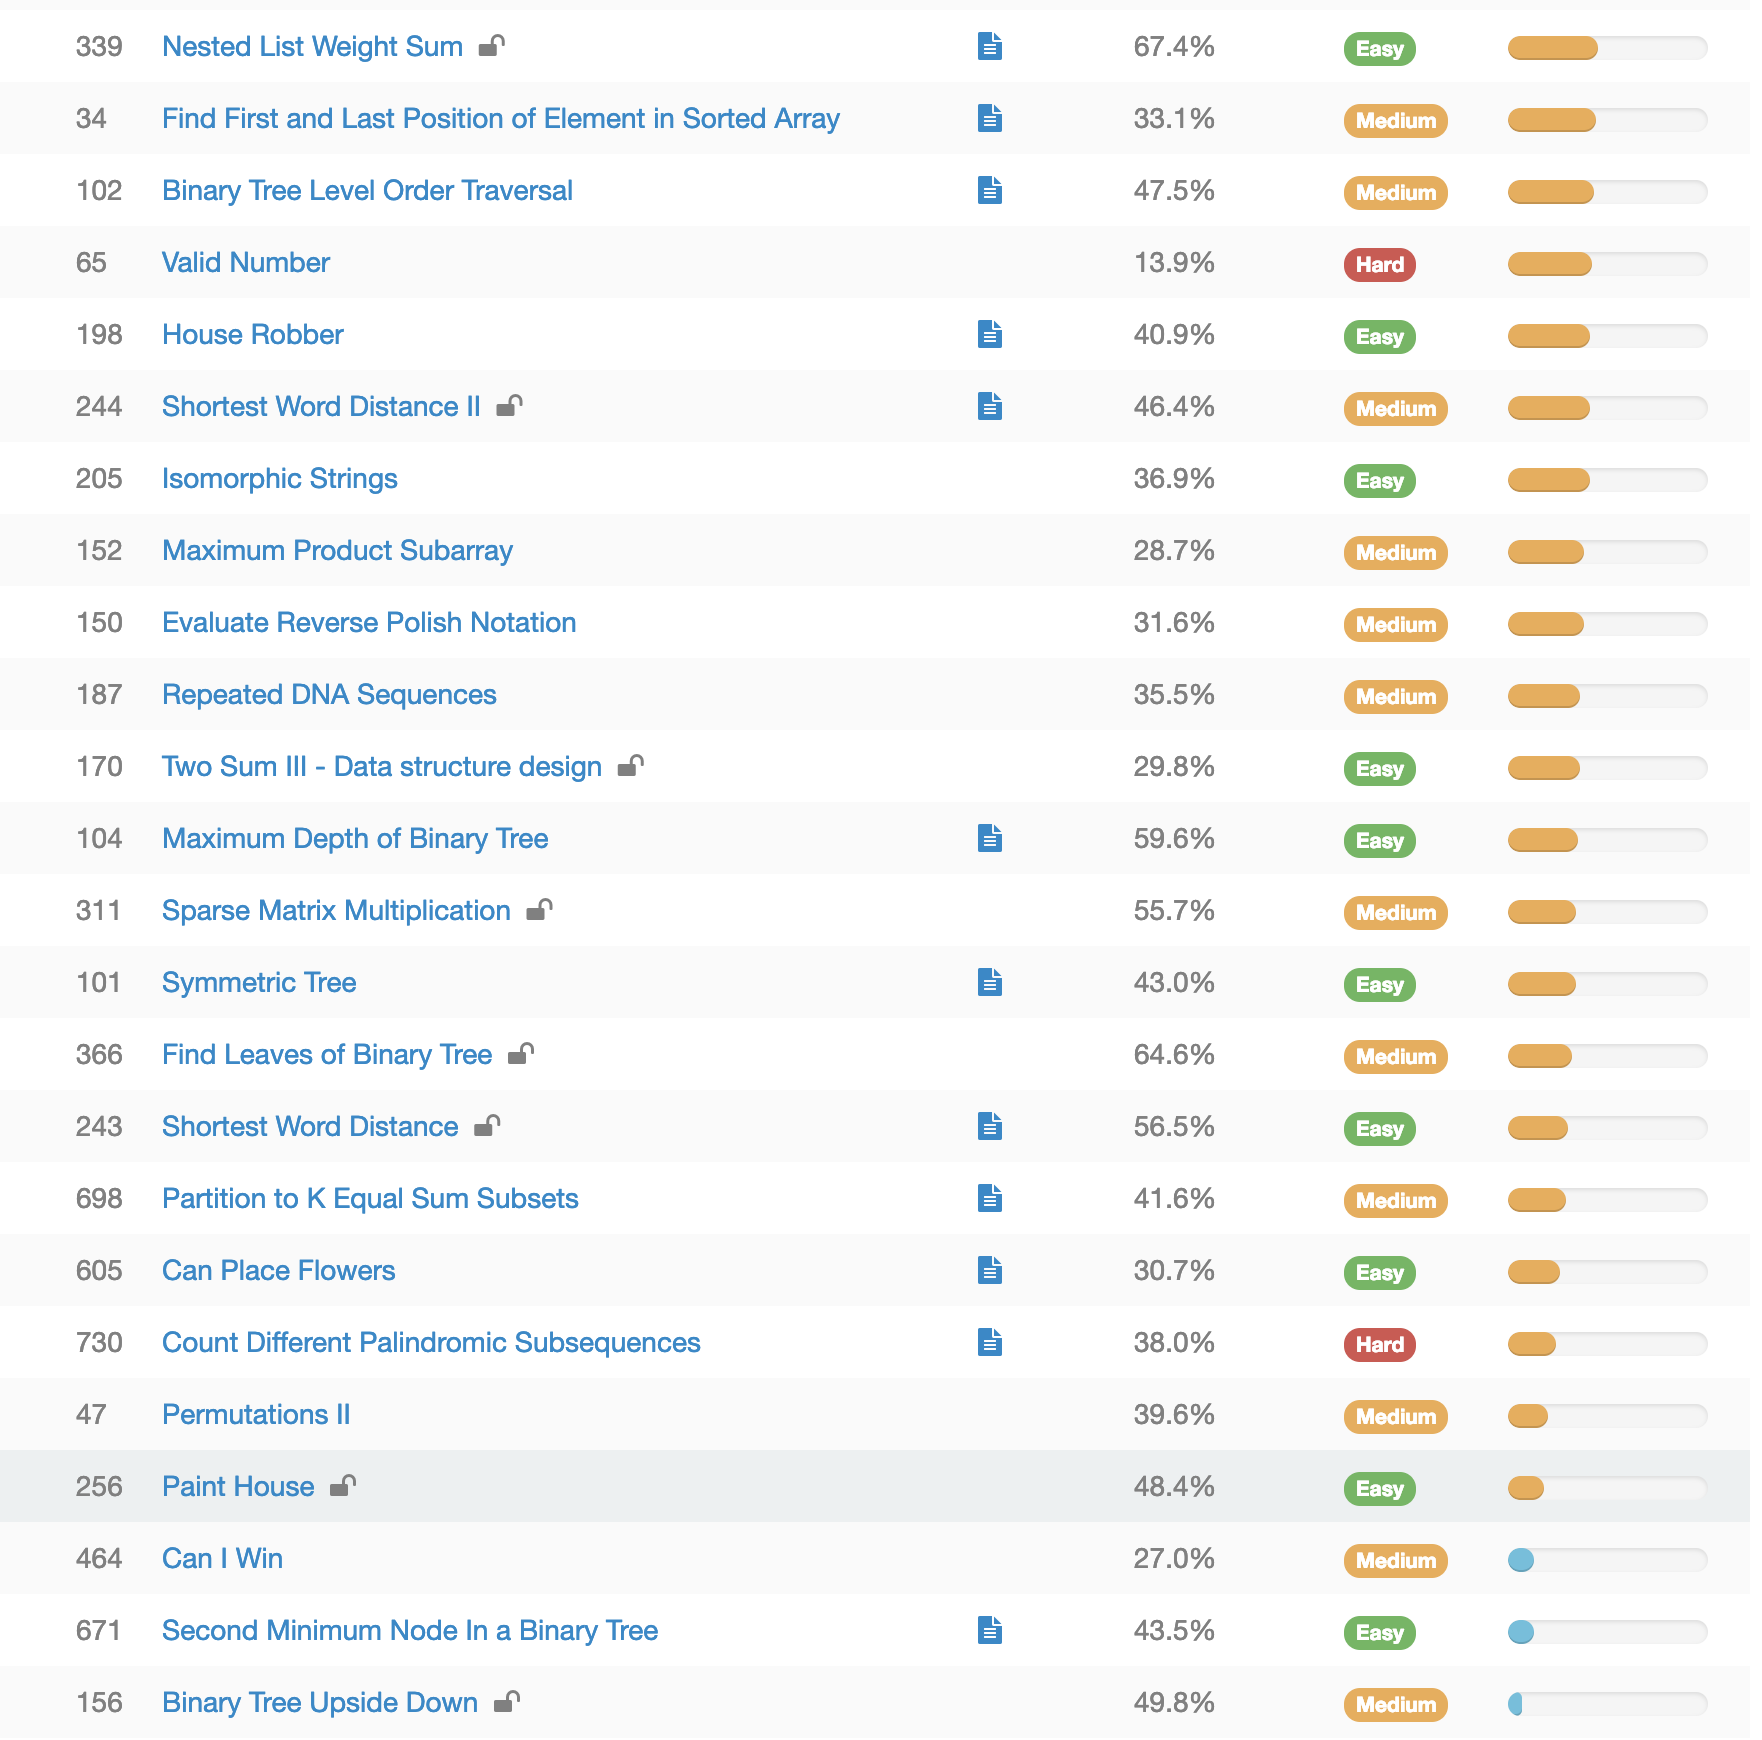 339 Nested List Weight Sum 67.4% Easy
34 Find First and Last Position of Element in Sorted Array 33.1% Medium
102 Binary Tree Level Order Traversal 47.5% Medium
65 Valid Number 13.9% Hard
198 House Robber 40.9% Easy
244 Shortest Word Distance II 46.4% Medium
205 Isomorphic Strings 36.9% Easy
152 Maximum Product Subarray 28.7% Medium
150 Evaluate Reverse Polish Notation 31.6% Medium
187 Repeated DNA Sequences 35.5% Medium
170 Two Sum III - Data structure design 29.8% Easy
104 Maximum Depth of Binary Tree 59.6% Easy
311 Sparse Matrix Multiplication 55.7% Medium
101 Symmetric Tree 43.0% Easy
366 Find Leaves of Binary Tree 64.6% Medium
243 Shortest Word Distance 56.5% Easy
698 Partition to K Equal Sum Subsets 41.6% Medium
605 Can Place Flowers 30.7% Easy
730 Count Different Palindromic Subsequences 38.0% Hard
47 Permutations II 39.6% Medium
256 Paint House 48.4% Easy
464 Can I Win 27.0% Medium
671 Second Minimum Node In a Binary Tree 43.5% Easy
156 Binary Tree Upside Down 49.8% Medium